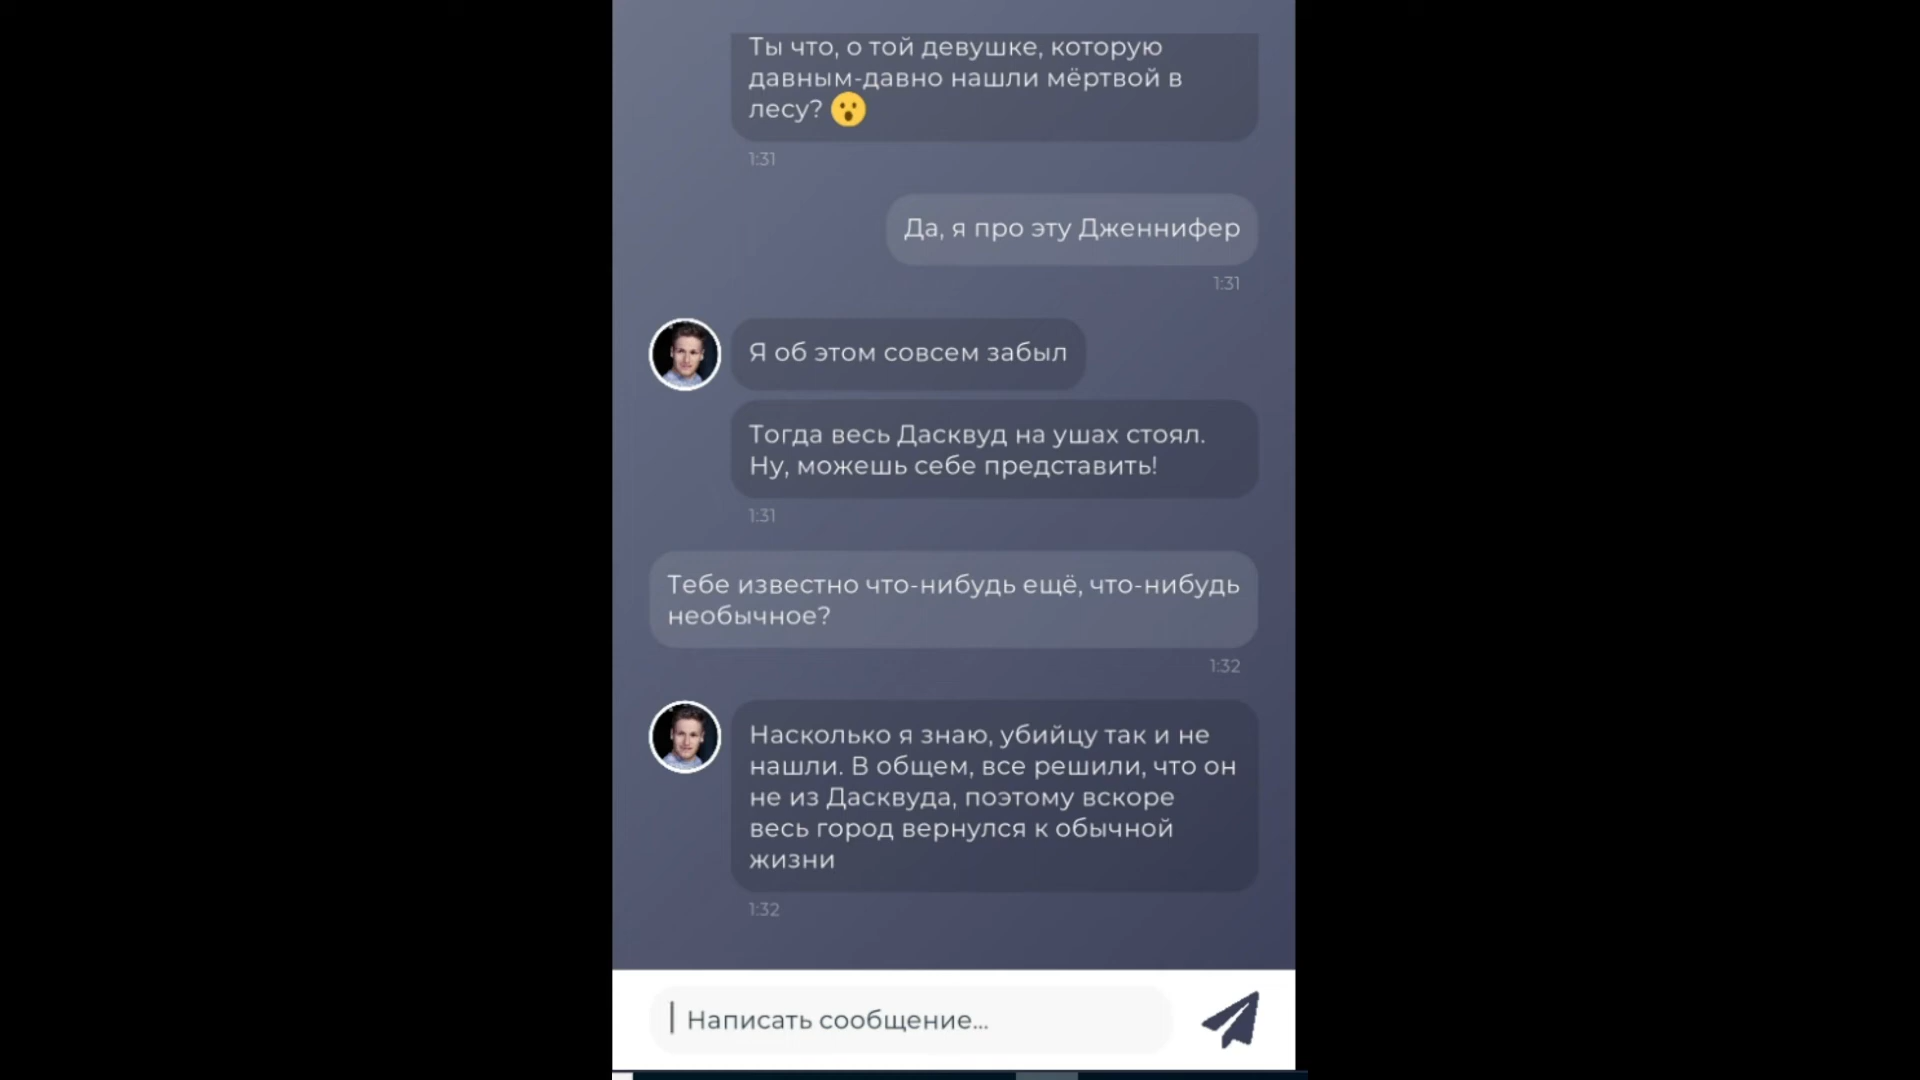 Ты что, о той девушке, которую
давным-давно нашли мёртвой в
лесу? 😮
1:31
Да, я про эту Дженнифер
1:31
Я об этом совсем забыл
Тогда весь Дасквуд на ушах стоял.
Ну, можешь себе представить!
1:31
Тебе известно что-нибудь ещё, что-нибудь
необычное?
1:32
Насколько я знаю, убийцу так и не
нашли. В общем, все решили, что он
не из Дасквуда, поэтому вскоре
весь город вернулся к обычной
жизни
1:32
Написать сообщение...